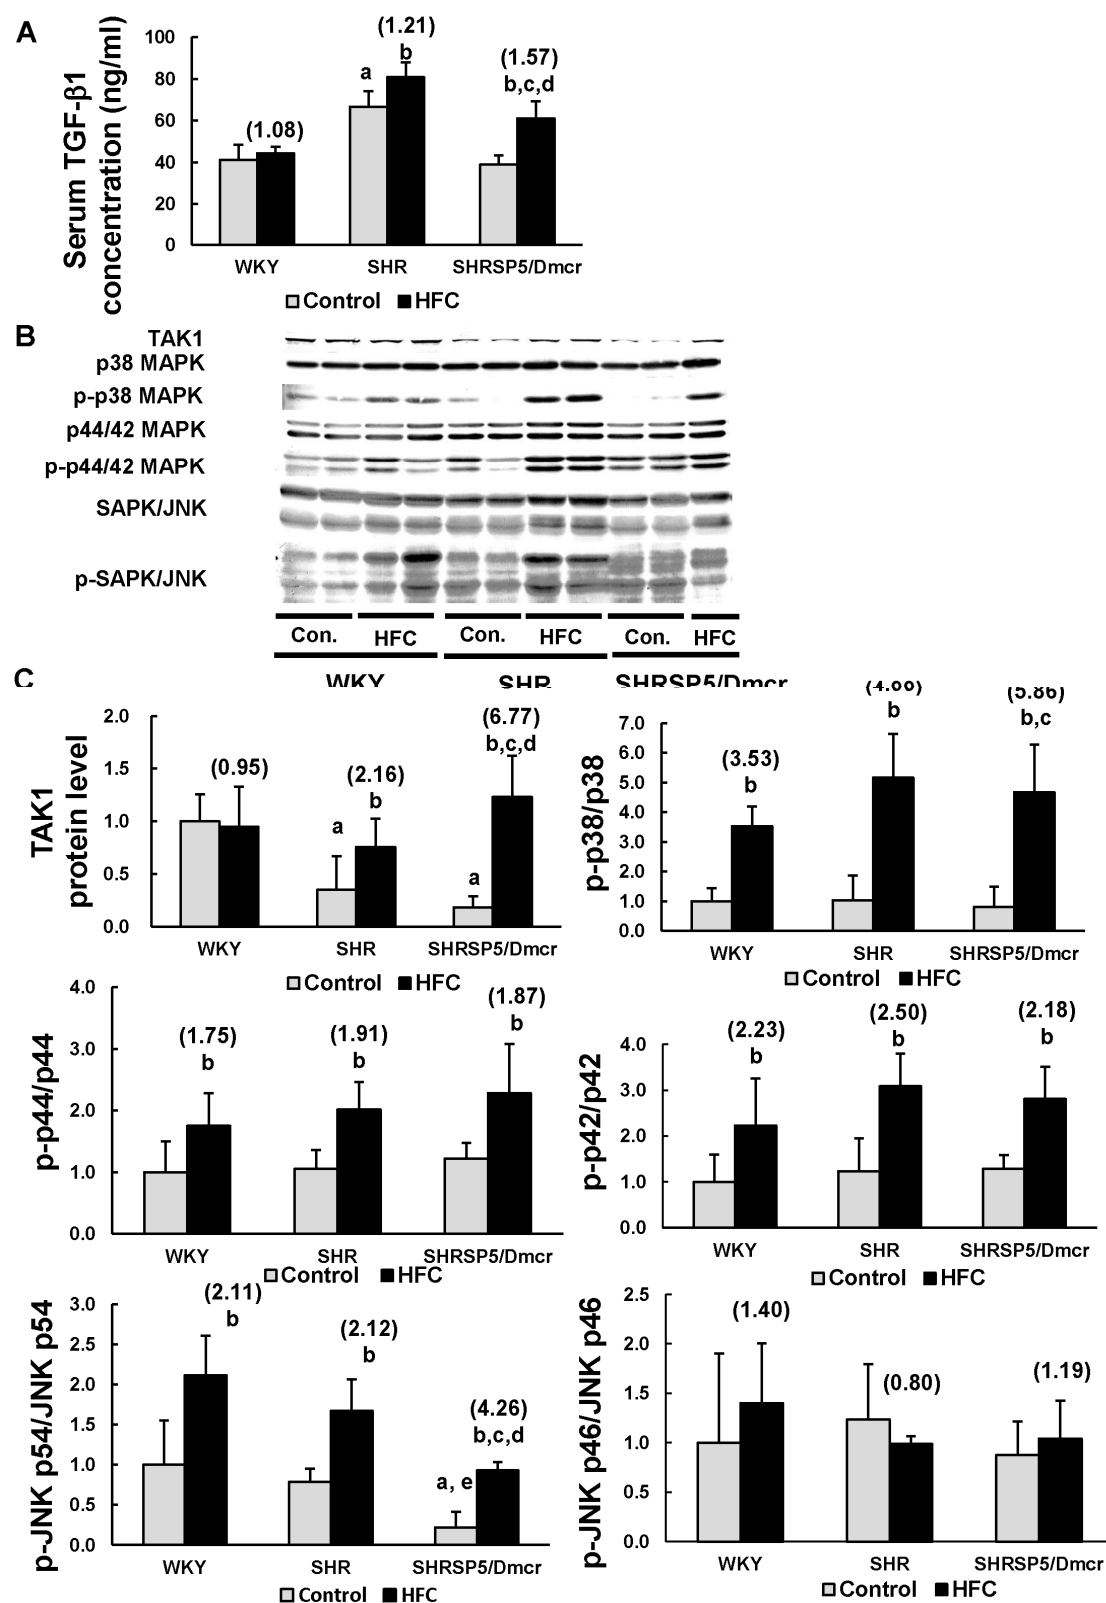 A
Serum TGF-β1
concentration (ng/ml)
100
80
60
40
20
0
(1.08)
a
(1.21)
b
(1.57)
b,c,d
WKY
SHR
SHRSP5/Dmcr
Control
HFC
B
TAK1
p38 MAPK
p-p38 MAPK
p44/42 MAPK
p-p44/42 MAPK
SAPK/JNK
p-SAPK/JNK
Con.
HFC
Con.
HFC
Con.
HFC
WKY
SHR
SHRSP5/Dmcr
C
TAK1
protein level
2.0
1.5
1.0
0.5
0.0
(0.95)
a
(2.16)
b
a
(6.77)
b,c,d
WKY
SHR
SHRSP5/Dmcr
Control
HFC
p-p38/p38
7.0
6.0
5.0
4.0
3.0
2.0
1.0
0.0
(3.53)
b
b
(5.86)
b,c
WKY
SHR
SHRSP5/Dmcr
Control
HFC
p-p44/p44
4.0
3.0
2.0
1.0
0.0
(1.75)
b
(1.91)
b
(1.87)
b
WKY
SHR
SHRSP5/Dmcr
Control
HFC
p-p42/p42
4.0
3.0
2.0
1.0
0.0
(2.23)
b
(2.50)
b
(2.18)
b
WKY
SHR
SHRSP5/Dmcr
Control
HFC
p-JNK p54/JNK p54
3.0
2.5
2.0
1.5
1.0
0.5
0.0
(2.11)
b
(2.12)
b
a, e
(4.26)
b,c,d
WKY
SHR
SHRSP5/Dmcr
Control
HFC
p-JNK p46/JNK p46
2.5
2.0
1.5
1.0
0.5
0.0
(1.40)
(0.80)
(1.19)
WKY
SHR
SHRSP5/Dmcr
Control
HFC